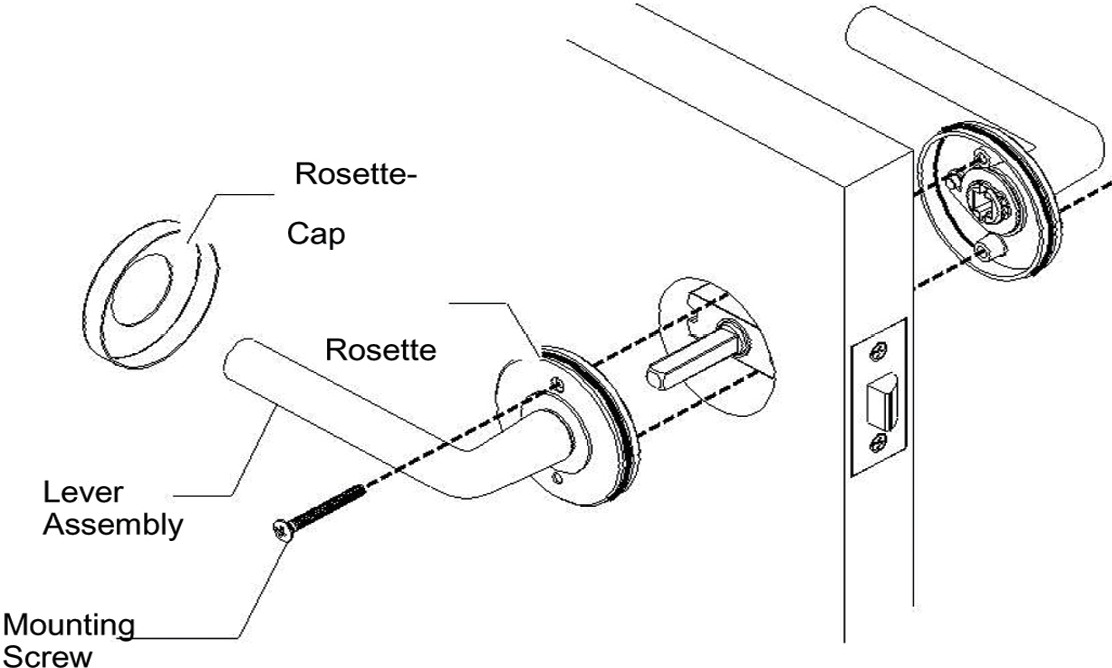 Rosette-
Cap
Rosette
Lever
Assembly
Mounting
Screw